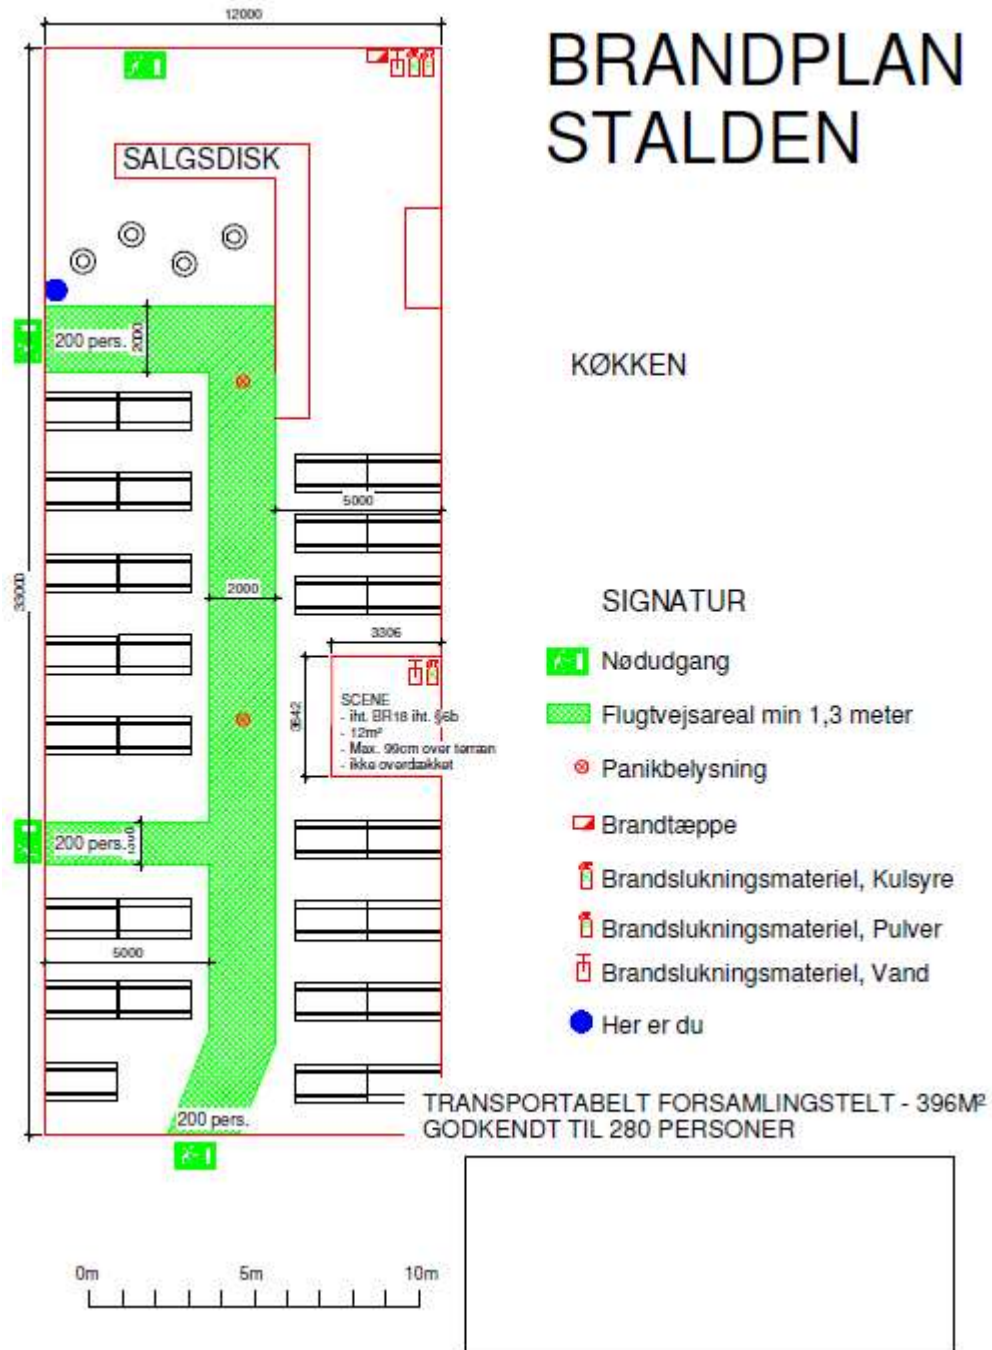 12000
BRANDPLAN
STALDEN
SALGSDISK
200 pers.
2000
KØKKEN
5000
33000
2000
SIGNATUR
3306
Nødudgang
SCENE
- iht. BR18 iht. §6b
- 12m²
- Max. 99cm over terræn
- ikke overdækket
3642
Flugtvejsareal min 1,3 meter
Panikbelysning
Brandtæppe
200 pers.
Brandslukningsmateriel, Kulsyre
Brandslukningsmateriel, Pulver
5000
Brandslukningsmateriel, Vand
Her er du
200 pers.
TRANSPORTABELT FORSAMLINGSTELT - 396M²
GODKENDT TIL 280 PERSONER
0m 5m 10m